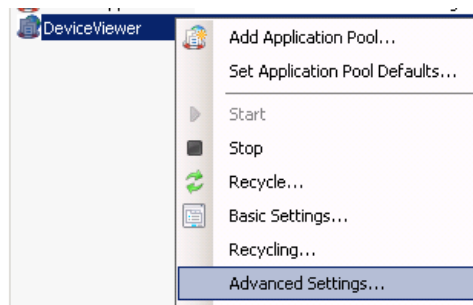 DeviceViewer
Add Application Pool...
Set Application Pool Defaults...
Start
Stop
Recycle...
Basic Settings...
Recycling...
Advanced Settings...